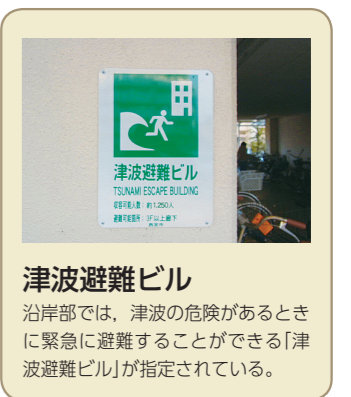 津波避難ビル
TSUNAMI ESCAPE BUILDING
収容可能人数：約1,250人
避難可能箇所：3F以上廊下
津波避難ビル
沿岸部では，津波の危険があるとき
に緊急に避難することができる｢津
波避難ビル｣が指定されている。